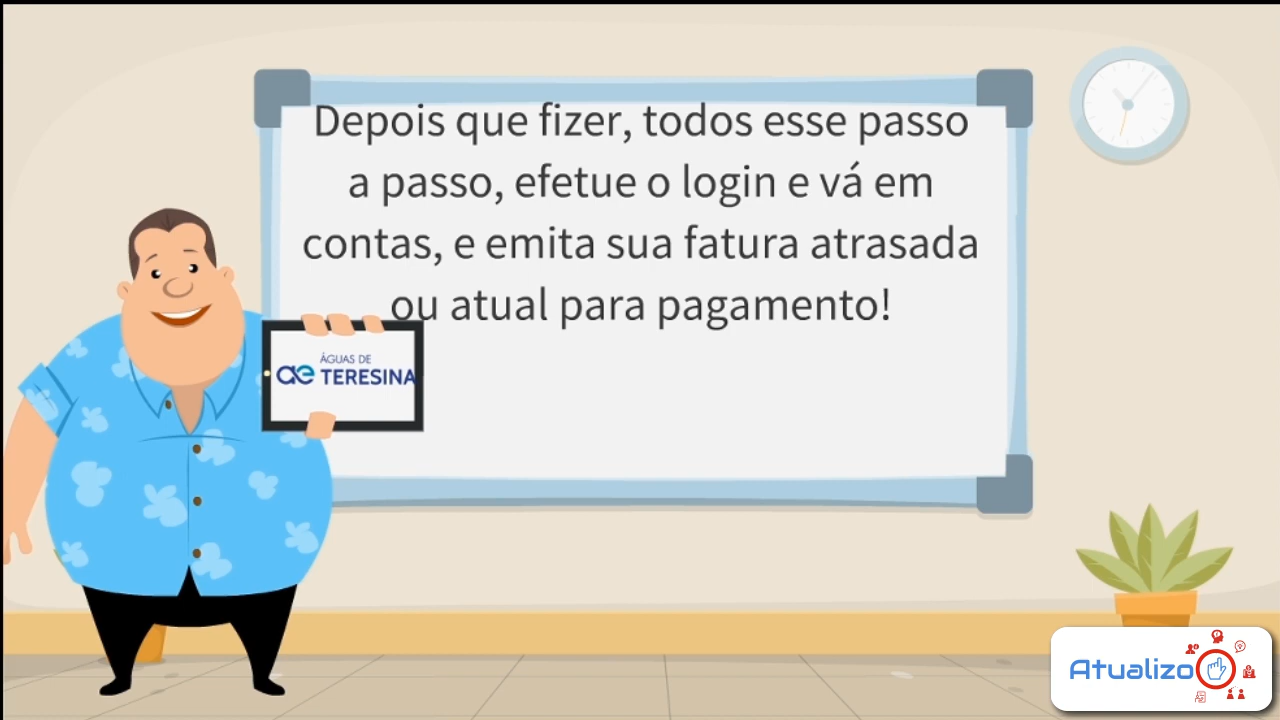 Depois que fizer, todos esse passo
a passo, efetue o login e vá em
contas, e emita sua fatura atrasada
ou atual para pagamento!
ae ÁGUAS DE
TERESINA
Atualizo